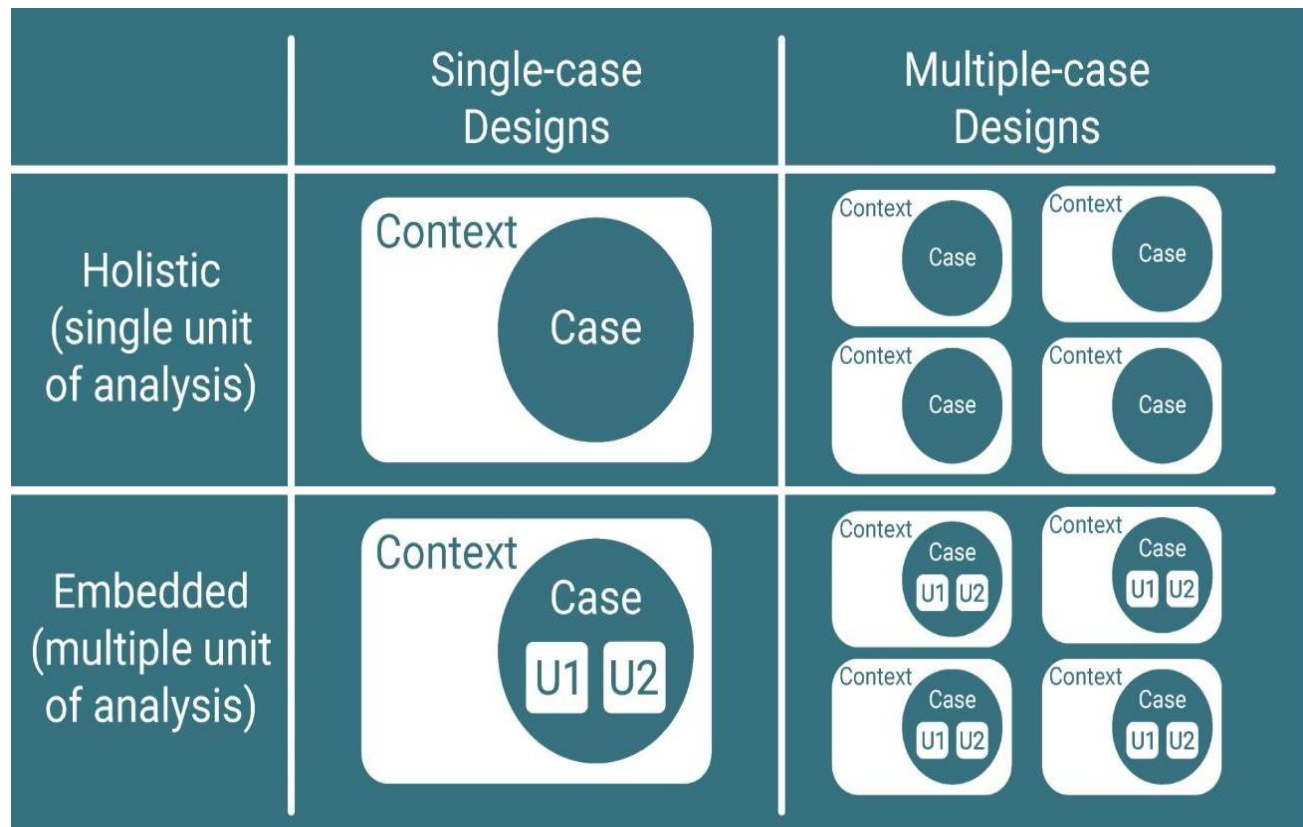 Single-case
Designs
Multiple-case
Designs
Holistic
(single unit
of analysis)
Context
Case
Context
Case
Context
Case
Context
Case
Context
Case
Embedded
(multiple unit
of analysis)
Context
Case
U1 U2
Context
Case
U1 U2
Context
Case
U1 U2
Context
Case
U1 U2
Context
Case
U1 U2